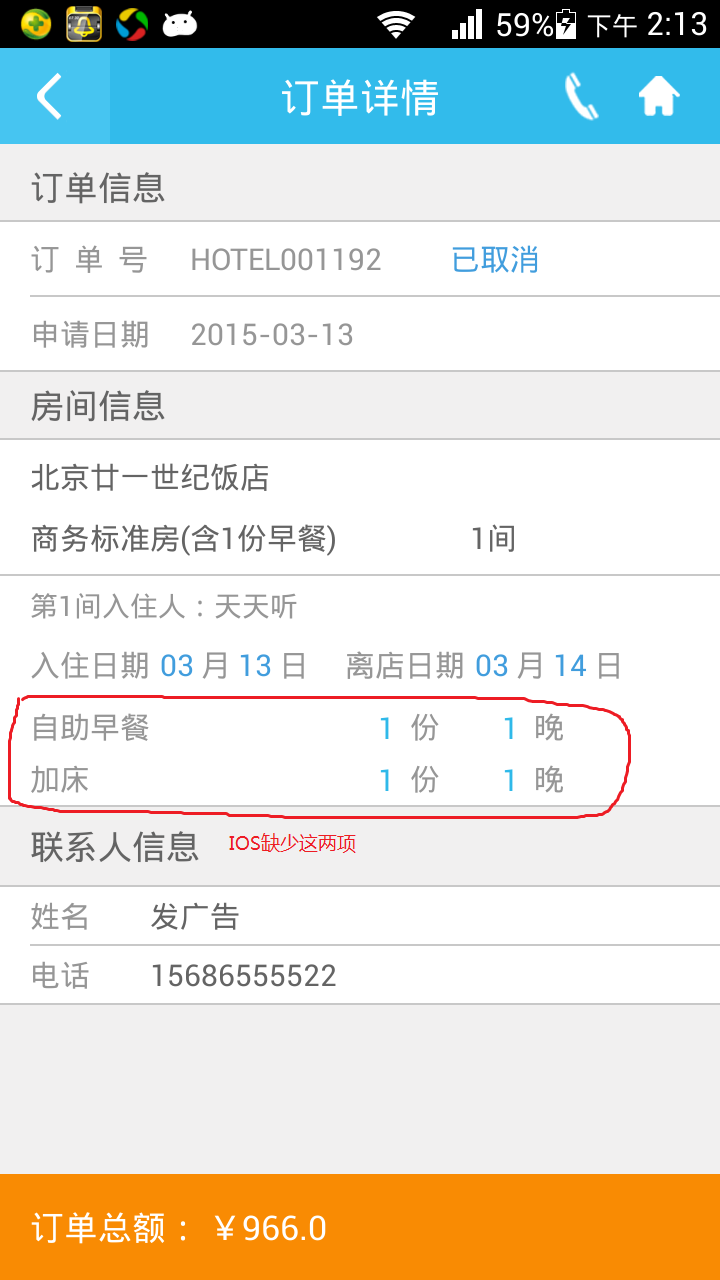 59% 下午 2:13
订单详情
订单信息
订 单 号 HOTEL001192 已取消
申请日期 2015-03-13
房间信息
北京廿一世纪饭店
商务标准房(含1份早餐) 1间
第1间入住人：天天听
入住日期 03 月 13 日 离店日期 03 月 14 日
自助早餐 1 份 1 晚
加床 1 份 1 晚
联系人信息 IOS缺少这两项
姓名 发广告
电话 15686555522
订单总额： ￥966.0